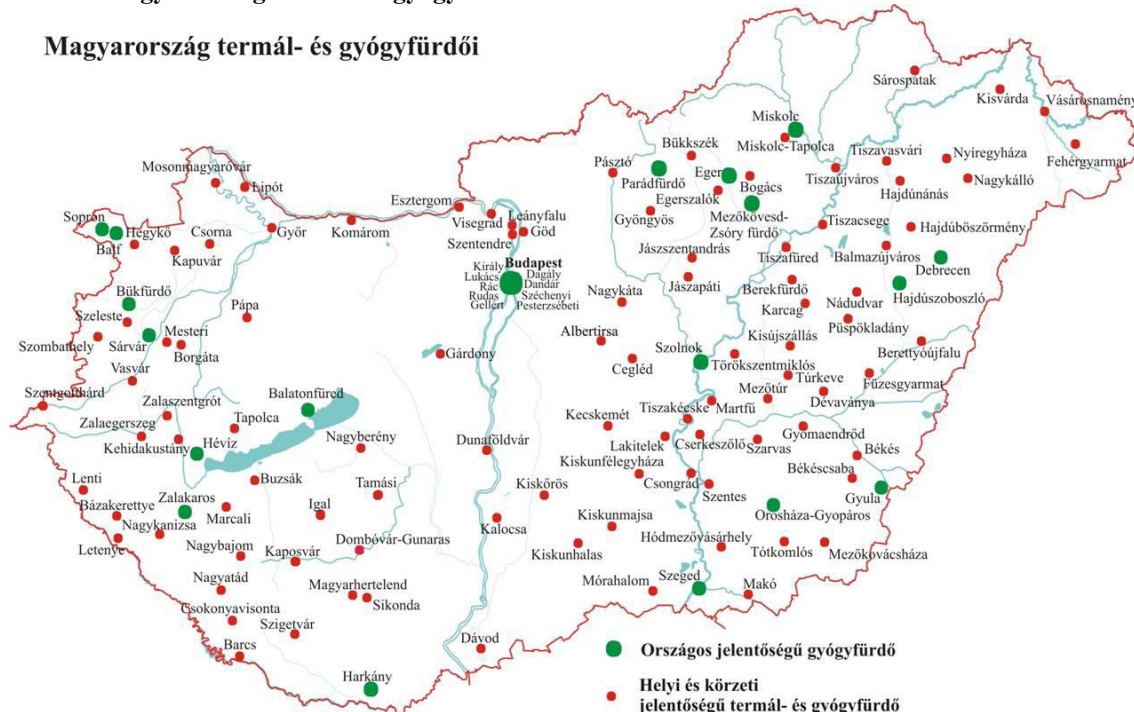 Magyarország termál- és gyógyfürdői
Sárospatak
Kisvárda
Vásárosnamény
Miskolc
Miskolc-Tapolca
Bükkszék
Tiszavasvári
Nyíregyháza
Fehérgyarmat
Pásztó
Parádfürdő
Eger
Bogács
Tiszaújváros
Hajdúnánás
Nagykálló
Egerszalók
Gyöngyös
Mezőkövesd-
Zsóry fürdő
Tiszacsege
Hajdúböszörmény
Mosonmagyaróvár
Lipót
Esztergom
Visegrád
Leányfalu
Göd
Szentendre
Sopron
Balf
Hegykő
Csorna
Kapuvár
Győr
Komárom
Jászszentandrás
Jászapáti
Tiszafüred
Balmazújváros
Debrecen
Budapest
Király
Lukács
Rác
Rudas
Gellért
Dagály
Dandár
Széchenyi
Pesterzsébeti
Berekfürdő
Karcag
Nádudvar
Hajdúszoboszló
Püspökladány
Bükfürdő
Szeleste
Szombathely
Sárvár
Mesteri
Borgáta
Pápa
Vasvár
Nagykáta
Albertirsa
Cegléd
Gárdony
Szolnok
Kisújszállás
Törökszentmiklós
Berettyóújfalu
Túrkeve
Mezőtúr
Füzesgyarmat
Dévaványa
Szentgotthárd
Zalaszentgrót
Zalaegerszeg
Kehidakustány
Tapolca
Hévíz
Balatonfüred
Nagyberény
Dunaföldvár
Kecskemét
Tiszakécske
Martfű
Lakitelek
Cserkeszőlő
Szarvas
Gyomaendrőd
Békés
Békéscsaba
Gyula
Kiskunfélegyháza
Csongrád
Szentes
Orosháza-Gyopáros
Lenti
Bázakerettye
Zalakaros
Nagykanizsa
Letenye
Buzsák
Marcali
Igal
Tamási
Kiskőrös
Kalocsa
Kiskunmajsa
Kiskunhalas
Hódmezővásárhely
Tótkomlós
Mezőkovácsháza
Nagybajom
Kaposvár
Dombóvár-Gunaras
Nagyatád
Magyarhertelend
Sikonda
Csokonyavisonta
Szigetvár
Barcs
Harkány
Dávod
Mórahalom
Szeged
Makó
Országos jelentőségű gyógyfürdő
Helyi és körzeti
jelentőségű termál- és gyógyfürdő